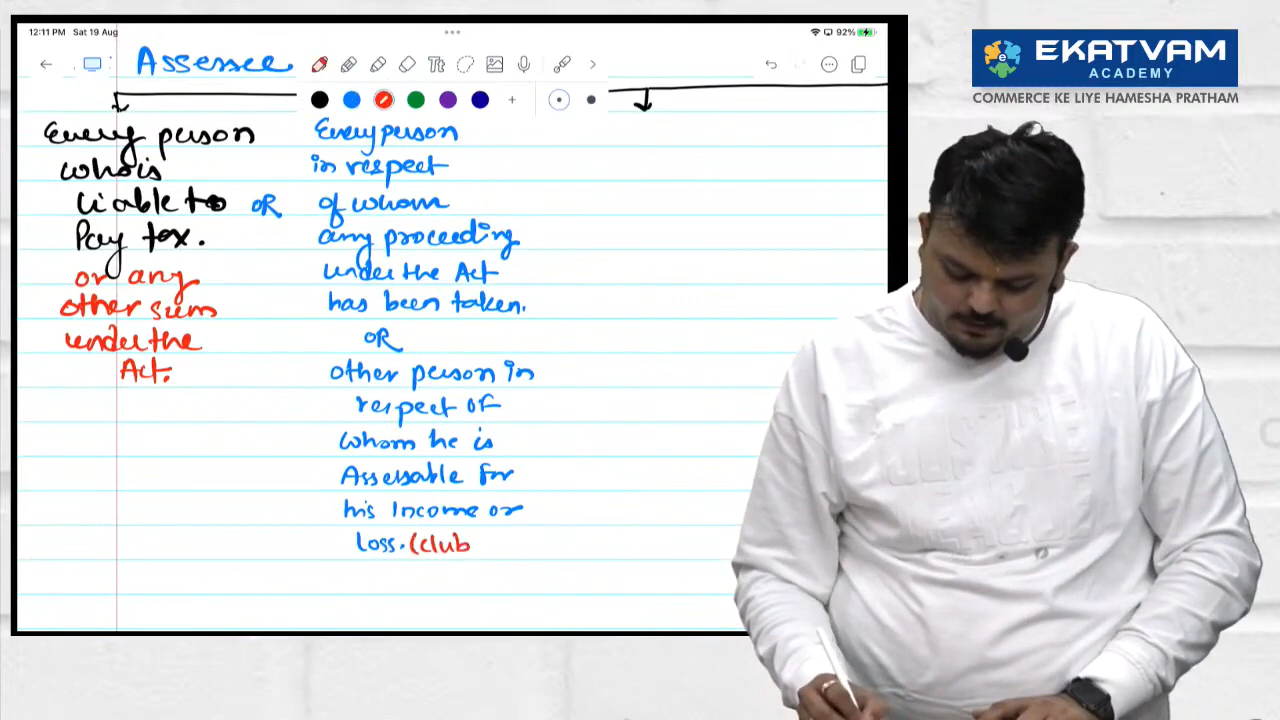 12:11 PM Sat 19 Aug
92%
Assessee
Every person
who is
liable to
Pay tax.
or any
other sum
under the
Act.
OR
Every person
in respect
of whom
any proceeding
under the Act
has been taken.
OR
other person in
respect of
whom he is
Assessable for
his Income or
loss. (club
EKATVAM
ACADEMY
COMMERCE KE LIYE HAMESHA PRATHAM